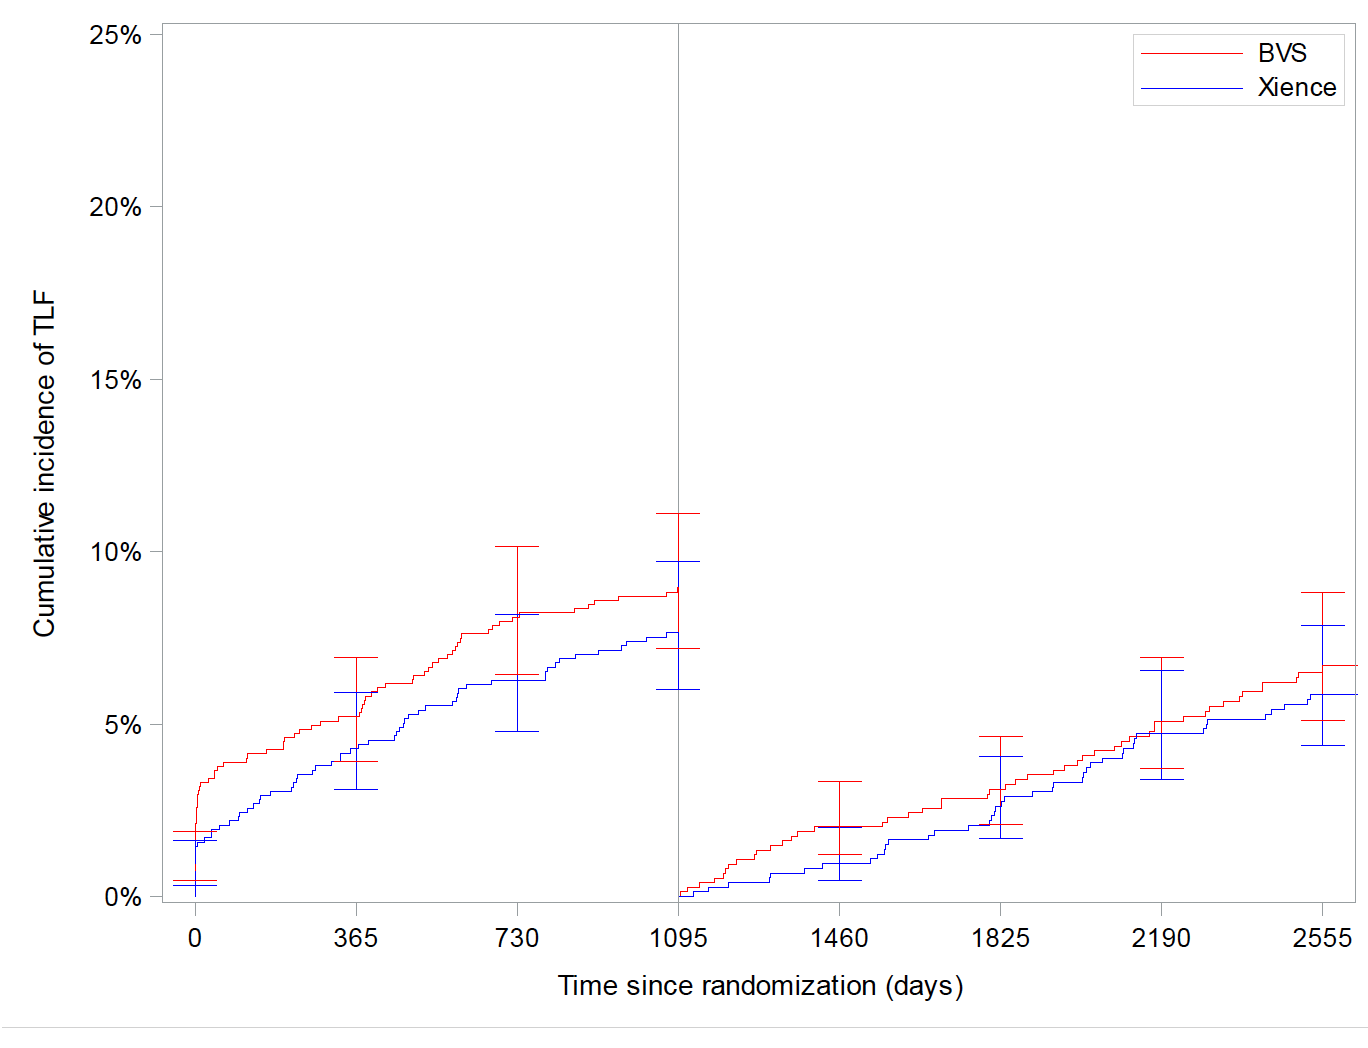 25%
20%
15%
10%
5%
0%
Cumulative incidence of TLF
BVS
Xience
0 365 730 1095 1460 1825 2190 2555
Time since randomization (days)